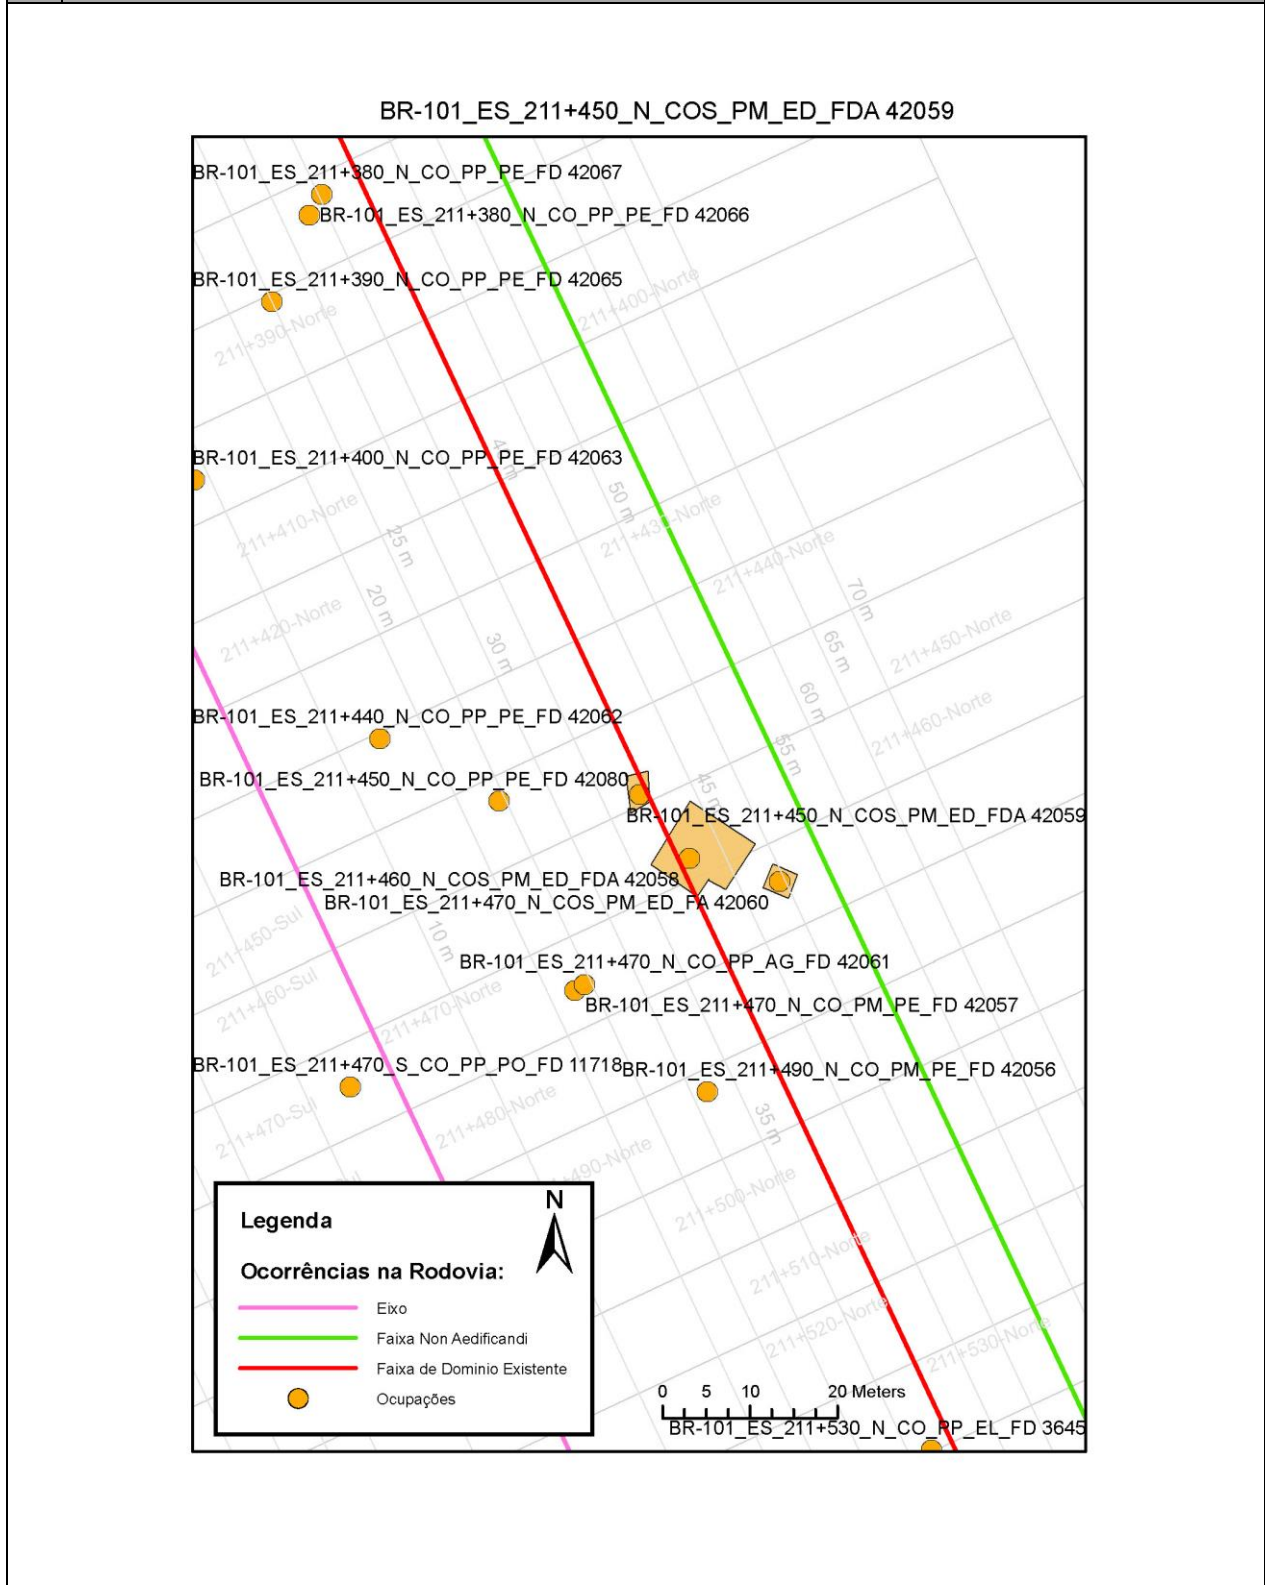 BR-101_ES_211+450_N_COS_PM_ED_FDA 42059
BR-101_ES_211+380_N_CO_PP_PE_FD 42067
BR-101_ES_211+380_N_CO_PP_PE_FD 42066
BR-101_ES_211+390_N_CO_PP_PE_FD 42065
211+400-Norte
211+390-Norte
BR-101_ES_211+400_N_CO_PP_PE_FD 42063
50 m
211+410-Norte
211+430-Norte
25 m
211+440-Norte
20 m
70 m
211+420-Norte
30 m
65 m
211+450-Norte
60 m
BR-101_ES_211+440_N_CO_PP_PE_FD 42062
211+460-Norte
55 m
BR-101_ES_211+450_N_CO_PP_PE_FD 42080
45 m
BR-101_ES_211+450_N_COS_PM_ED_FDA 42059
BR-101_ES_211+460_N_COS_PM_ED_FDA 42058
BR-101_ES_211+470_N_COS_PM_ED_FA 42060
211+450-Sul
10 m
BR-101_ES_211+470_N_CO_PP_AG_FD 42061
211+460-Sul
211+470-Norte
BR-101_ES_211+470_N_CO_PM_PE_FD 42057
BR-101_ES_211+470_S_CO_PP_PO_FD 11718
BR-101_ES_211+490_N_CO_PM_PE_FD 42056
211+470-Sul
211+480-Norte
35 m
+490-Norte
211+500-Norte
211+510-Norte
211+520-Norte
211+530-Norte
N
Legenda
Ocorrências na Rodovia:
Eixo
Faixa Non Aedificandi
Faixa de Dominio Existente
Ocupações
0 5 10 20 Meters
BR-101_ES_211+530_N_CO_PP_EL_FD 3645